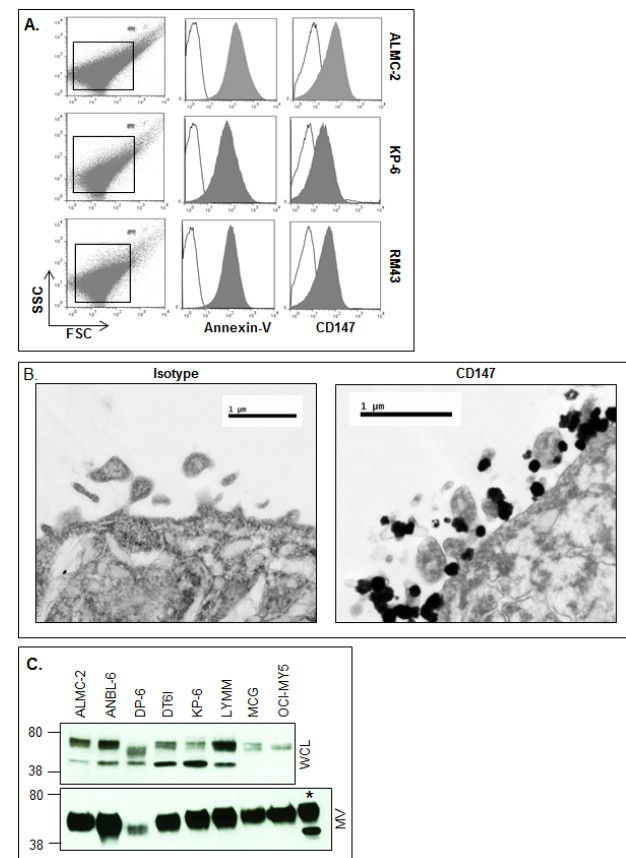 A.
ALMC-2
KP-6
RM43
SSC
FSC
Annexin-V
CD147
B.
Isotype
CD147
1 µm
1 µm
C.
ALMC-2
ANBL-6
DP-6
DT6I
KP-6
LYMM
MCG
OCI-MY5
80
38
WCL
80
38
*
MV